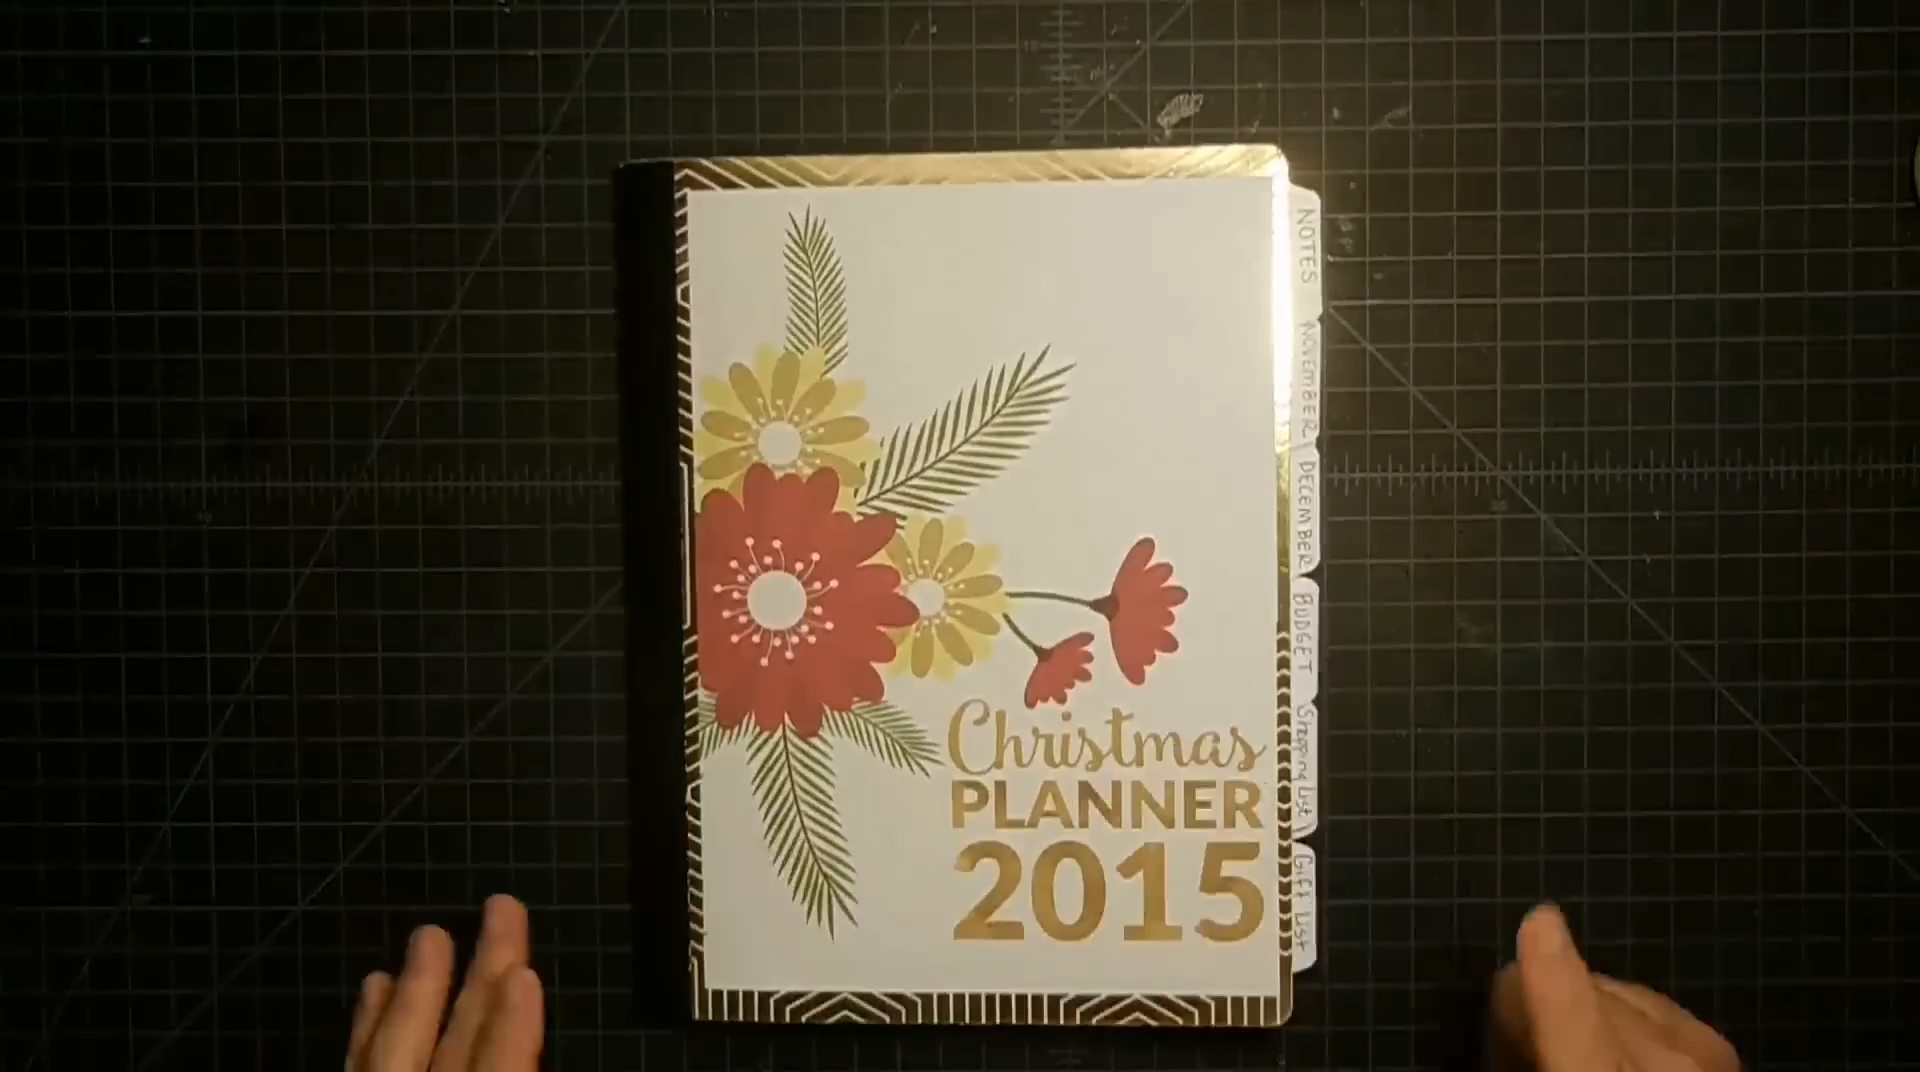 Christmas
PLANNER
2015
NOTES
NOVEMBER
DECEMBER
BUDGET
Shopping List
Gift List